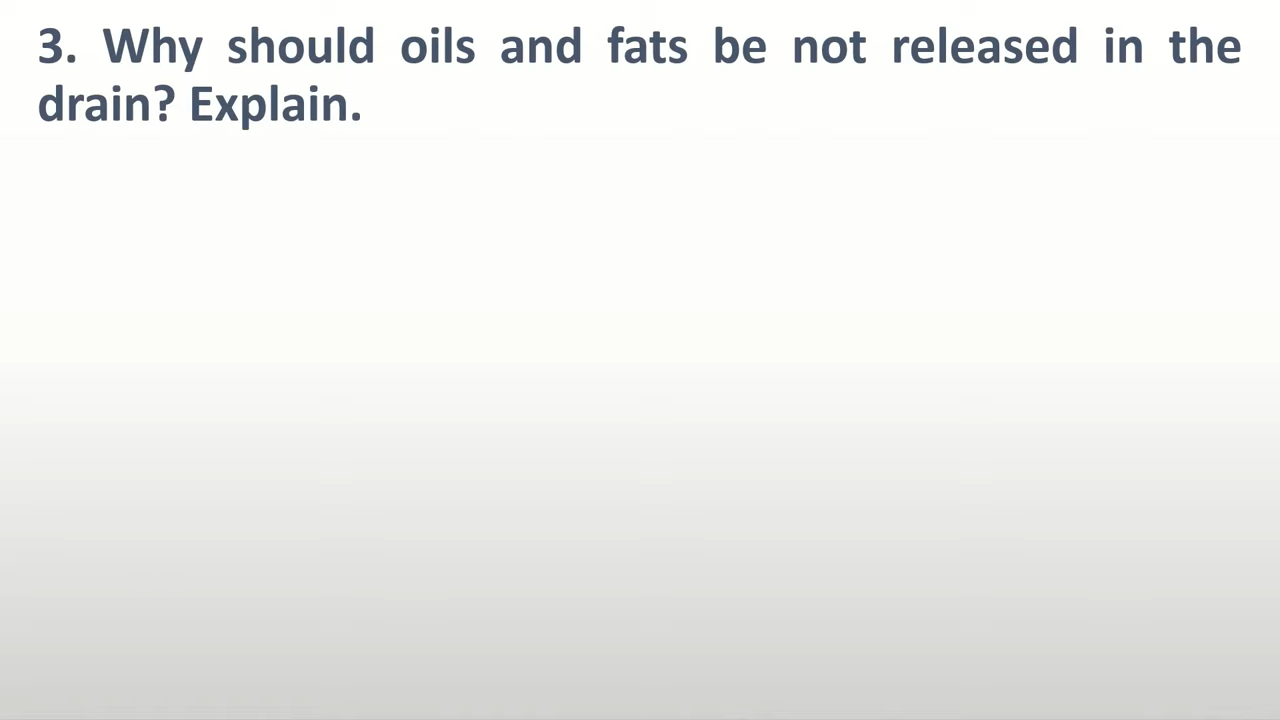 3. Why should oils and fats be not released in the
drain? Explain.